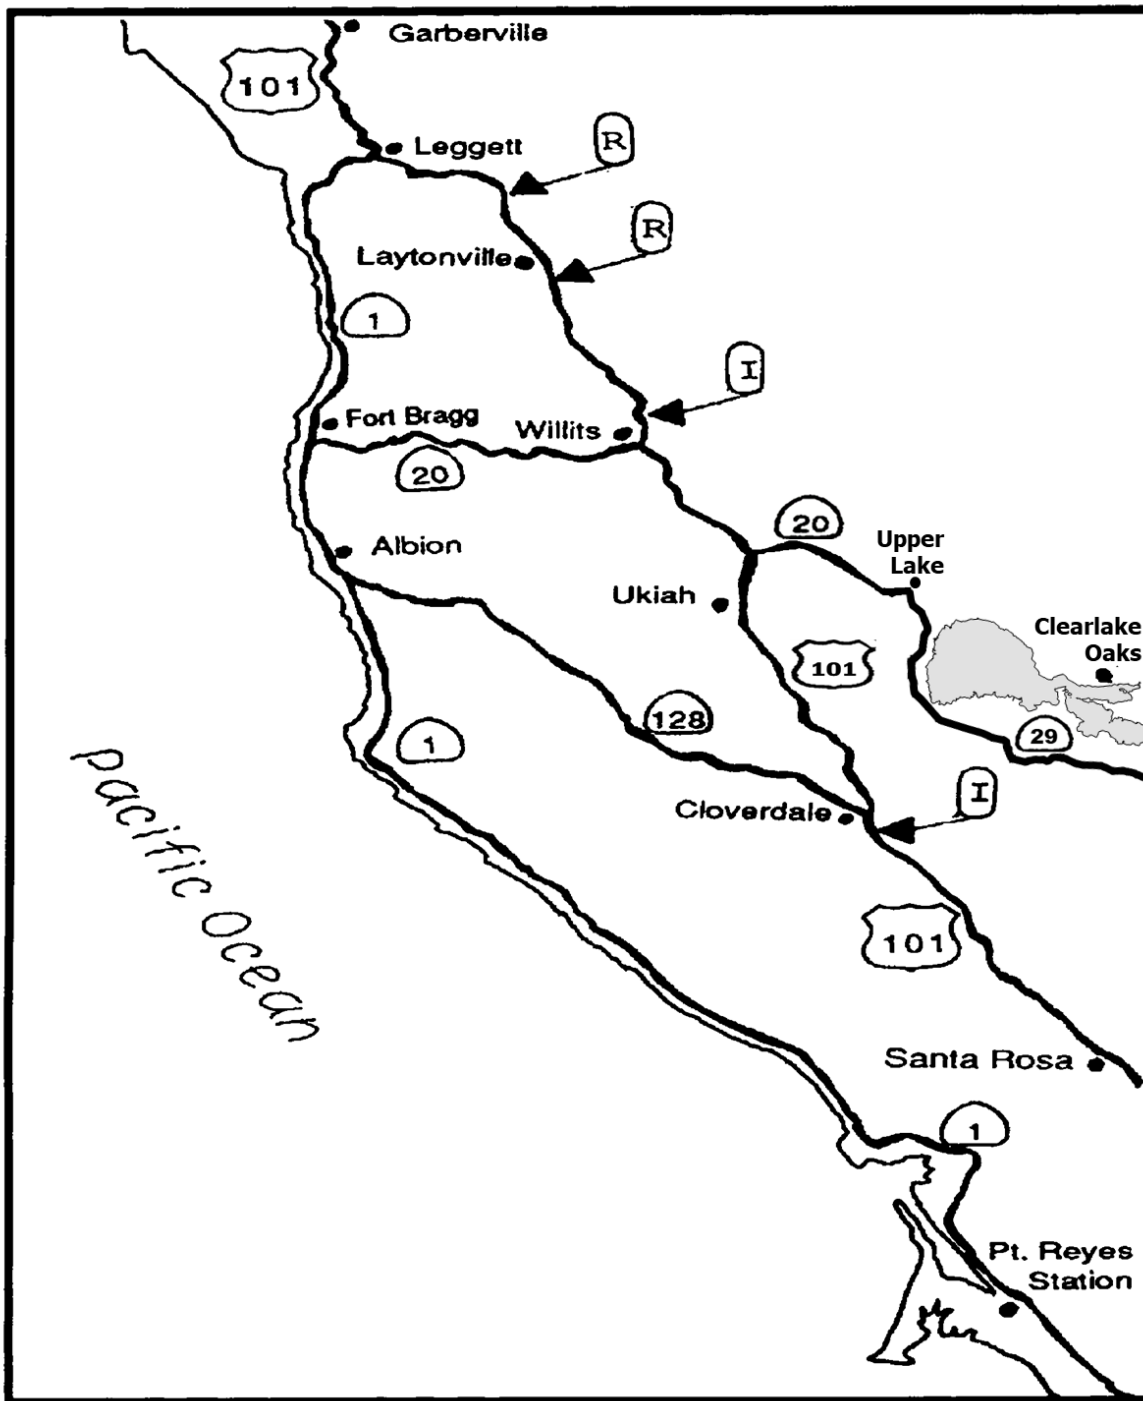 Garberville
101
Leggett
R
R
Laytonville
1
I
Fort Bragg
Willits
20
20
Upper
Lake
Albion
Ukiah
Clearlake
Oaks
101
128
29
1
Pacific Ocean
I
Cloverdale
101
Santa Rosa
1
Pt. Reyes
Station